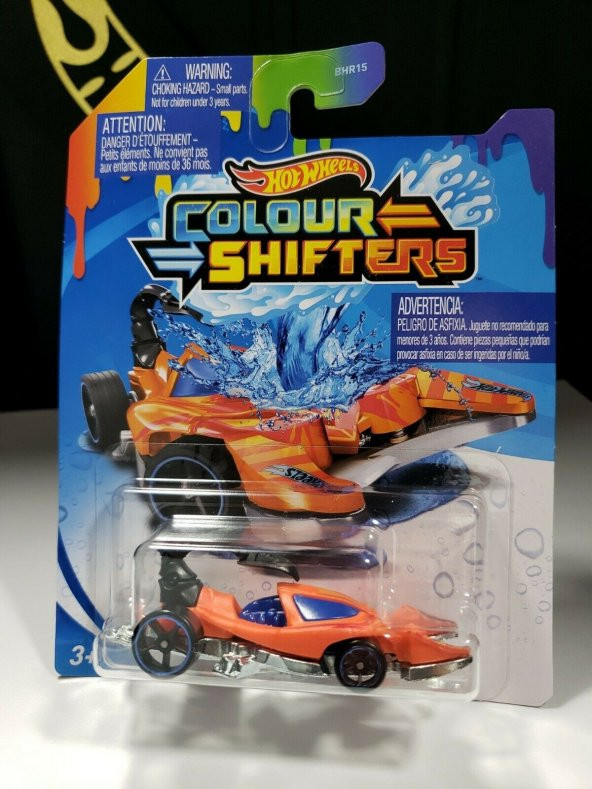 BHR15
WARNING:
CHOKING HAZARD – Small parts.
Not for children under 3 years.
ATTENTION:
DANGER D'ÉTOUFFEMENT –
Petits éléments. Ne convient pas
aux enfants de moins de 36 mois.
HOT WHEELS
COLOUR
SHIFTERS
ADVERTENCIA:
PELIGRO DE ASFIXIA. Juguete no recomendado para
menores de 3 años. Contiene piezas pequeñas que podrían
provocar asfixia en caso de ser ingeridas por el niño/a.
3+